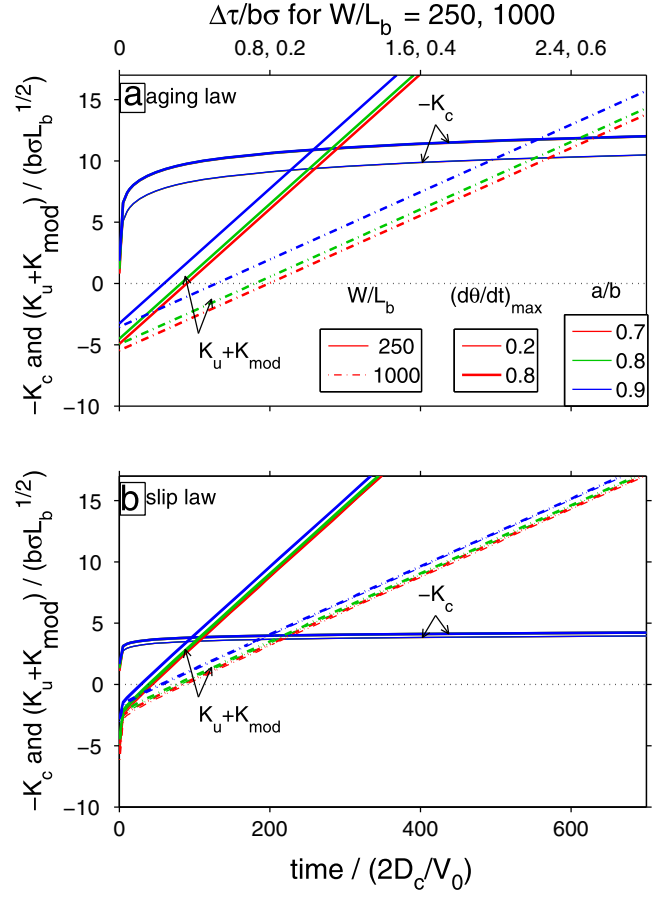 Δτ/bσ for W/L_b = 250, 1000
0 0.8, 0.2 1.6, 0.4 2.4, 0.6
a aging law
−K_c and (K_u+K_mod) / (bσL_b^1/2)
15
10
5
0
−5
−10
−K_c
K_u+K_mod
W/L_b (dθ/dt)_max a/b
250 0.2 0.7
1000 0.8 0.8
0.9
b slip law
−K_c and (K_u+K_mod) / (bσL_b^1/2)
15
10
5
0
−5
−10
−K_c
K_u+K_mod
0 200 400 600
time / (2D_c/V_0)